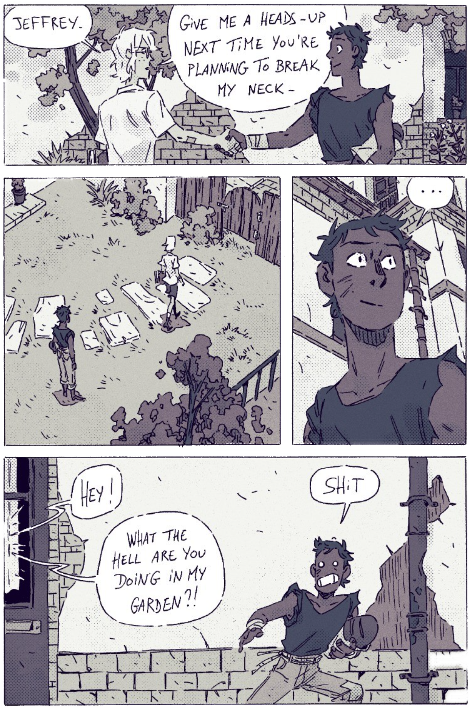 JEFFREY.
GIVE ME A HEADS-UP
NEXT TIME YOU'RE
PLANNING TO BREAK
MY NECK-
...
HEY!
WHAT THE
HELL ARE YOU
DOING IN MY
GARDEN?!
SHIT